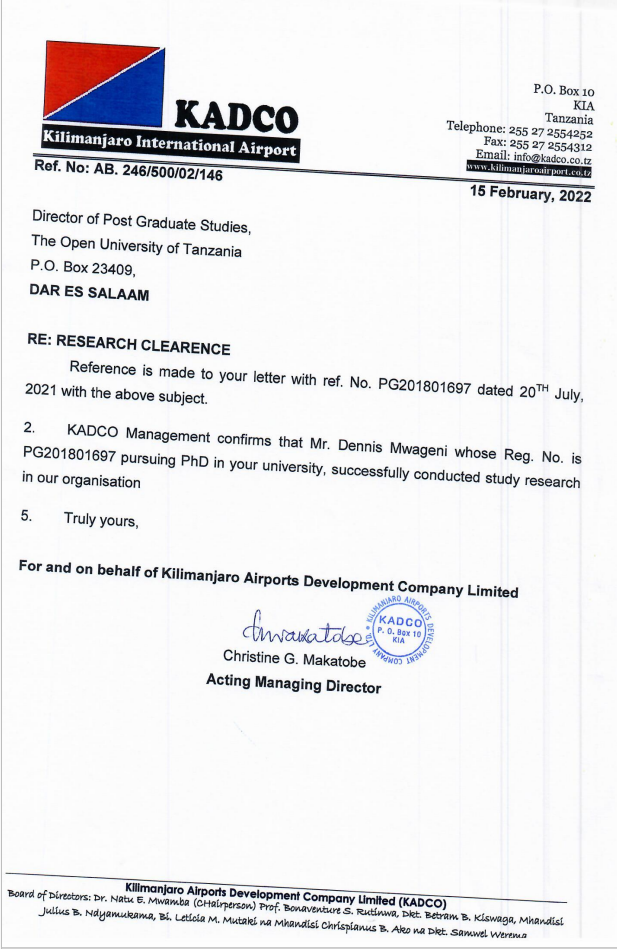 KADCO
Kilimanjaro International Airport
P.O. Box 10
KIA
Tanzania
Telephone: 255 27 2554252
Fax: 255 27 2554312
Email: info@kadco.co.tz
www.kilimanjaroairport.co.tz
Ref. No: AB. 246/500/02/146
15 February, 2022
Director of Post Graduate Studies,
The Open University of Tanzania
P.O. Box 23409,
DAR ES SALAAM
RE: RESEARCH CLEARENCE
Reference is made to your letter with ref. No. PG201801697 dated 20TH July,
2021 with the above subject.
2. KADCO Management confirms that Mr. Dennis Mwageni whose Reg. No. is
PG201801697 pursuing PhD in your university, successfully conducted study research
in our organisation
5. Truly yours,
For and on behalf of Kilimanjaro Airports Development Company Limited
KILIMANJARO AIRPORTS DEVELOPMENT COMPANY LTD.
KADCO
P. O. Box 10
KIA
Christine G. Makatobe
Acting Managing Director
Kilimanjaro Airports Development Company Limited (KADCO)
Board of Directors: Dr. Natu E. Mwamba (CHairperson) Prof. Bonaventure S. Rutinwa, Dkt. Betram B. Kiswaga, Mhandisi
Julius B. Ndyamukama, Bi. Leticia M. Mutaki na Mhandisi Chrispianus B. Ako na Dkt. Samwel Werema